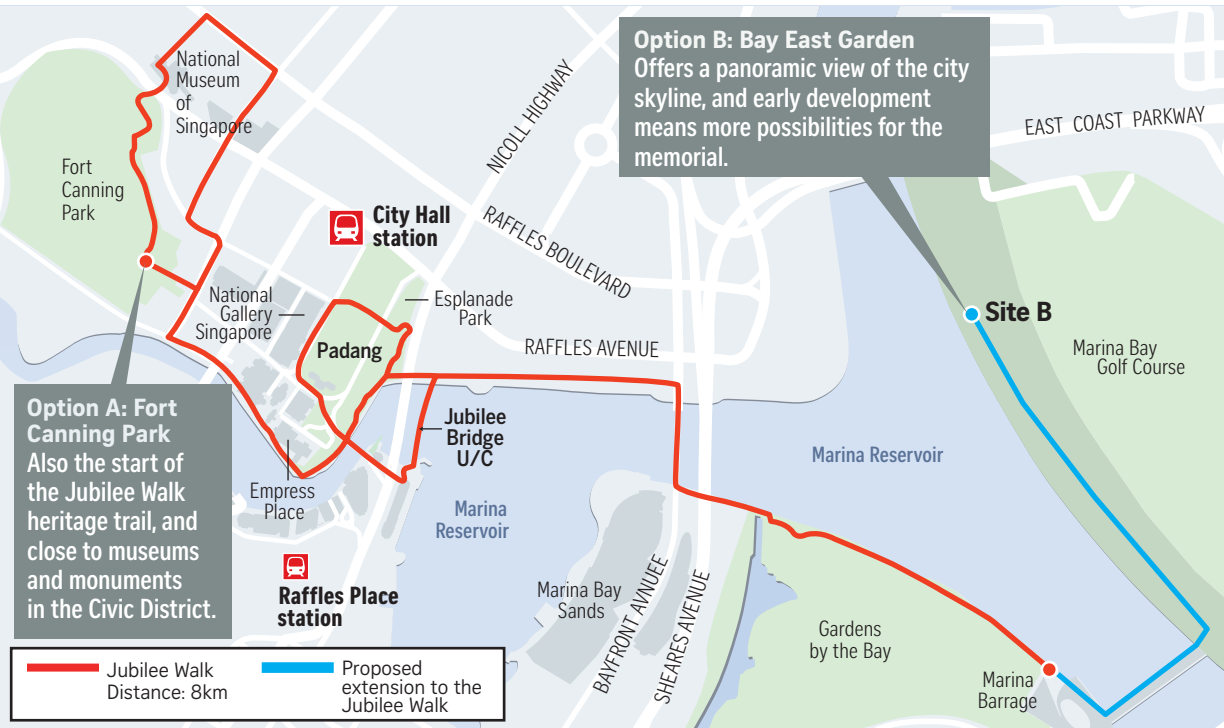 National
Museum
of
Singapore
Fort
Canning
Park
City Hall
station
NICOLL HIGHWAY
RAFFLES BOULEVARD
Option B: Bay East Garden
Offers a panoramic view of the city
skyline, and early development
means more possibilities for the
memorial.
EAST COAST PARKWAY
National
Gallery
Singapore
Esplanade
Park
Padang
RAFFLES AVENUE
Site B
Marina Bay
Golf Course
Option A: Fort
Canning Park
Also the start of
the Jubilee Walk
heritage trail, and
close to museums
and monuments
in the Civic District.
Jubilee
Bridge
U/C
Empress
Place
Marina
Reservoir
Marina Reservoir
Raffles Place
station
Marina Bay
Sands
BAYFRONT AVNUEE
SHEARES AVENUE
Gardens
by the Bay
Marina
Barrage
Jubilee Walk
Distance: 8km
Proposed
extension to the
Jubilee Walk